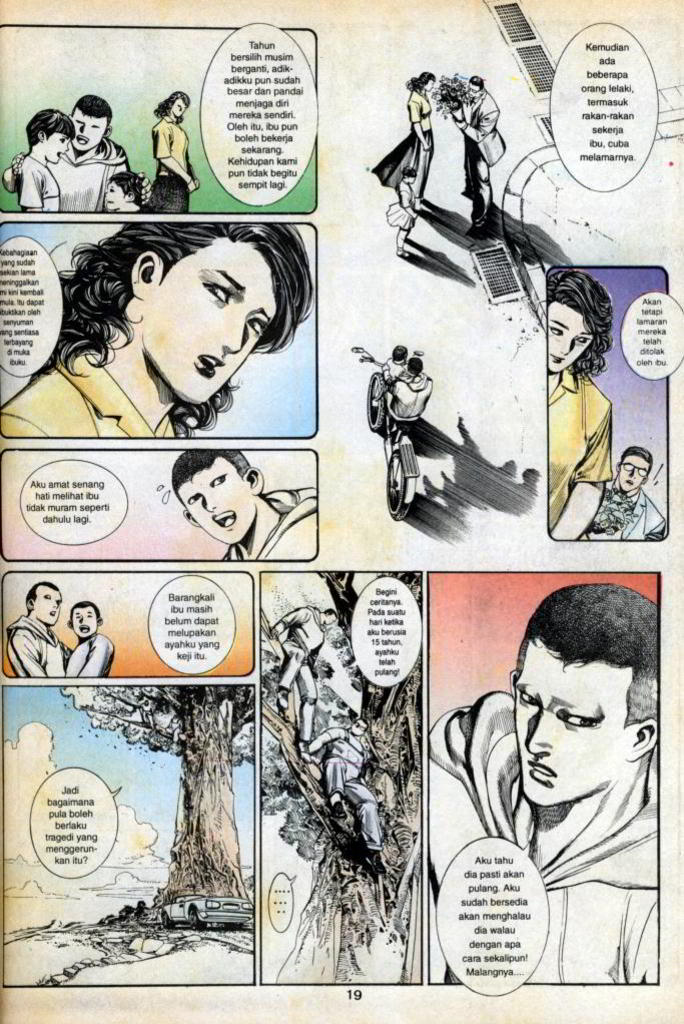 Tahun
bersilih musim
berganti, adik-
adikku pun sudah
besar dan pandai
menjaga diri
mereka sendiri.
Oleh itu, ibu pun
boleh bekerja
sekarang.
Kehidupan kami
pun tidak begitu
sempit lagi.
Kemudian
ada
beberapa
orang lelaki,
termasuk
rakan-rakan
sekerja
ibu, cuba
melamarnya.
Kebahagiaan
yang sudah
sekian lama
meninggalkan
mi kini kembali
mula. Itu dapat
ibuktikan oleh
senyuman
yang sentiasa
terbayang
di muka
ibuku.
Akan
tetapi
lamaran
mereka
telah
ditolak
oleh ibu.
Aku amat senang
hati melihat ibu
tidak muram seperti
dahulu lagi.
Barangkali
ibu masih
belum dapat
melupakan
ayahku yang
keji itu.
Jadi
bagaimana
pula boleh
berlaku
tragedi yang
menggerun-
kan itu?
Begini
ceritanya.
Pada suatu
hari ketika
aku berusia
15 tahun,
ayahku
telah
pulang!
......
Aku tahu
dia pasti akan
pulang. Aku
sudah bersedia
akan menghalau
dia walau
dengan apa
cara sekalipun!
Malangnya....
19